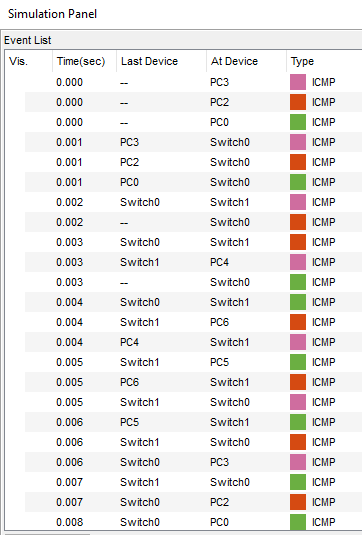 Simulation Panel
Event List
Vis. Time(sec) Last Device At Device Type
0.000 -- PC3 ICMP
0.000 -- PC2 ICMP
0.000 -- PC0 ICMP
0.001 PC3 Switch0 ICMP
0.001 PC2 Switch0 ICMP
0.001 PC0 Switch0 ICMP
0.002 Switch0 Switch1 ICMP
0.002 -- Switch0 ICMP
0.003 Switch0 Switch1 ICMP
0.003 Switch1 PC4 ICMP
0.003 -- Switch0 ICMP
0.004 Switch0 Switch1 ICMP
0.004 Switch1 PC6 ICMP
0.004 PC4 Switch1 ICMP
0.005 Switch1 PC5 ICMP
0.005 PC6 Switch1 ICMP
0.005 Switch1 Switch0 ICMP
0.006 PC5 Switch1 ICMP
0.006 Switch1 Switch0 ICMP
0.006 Switch0 PC3 ICMP
0.007 Switch1 Switch0 ICMP
0.007 Switch0 PC2 ICMP
0.008 Switch0 PC0 ICMP